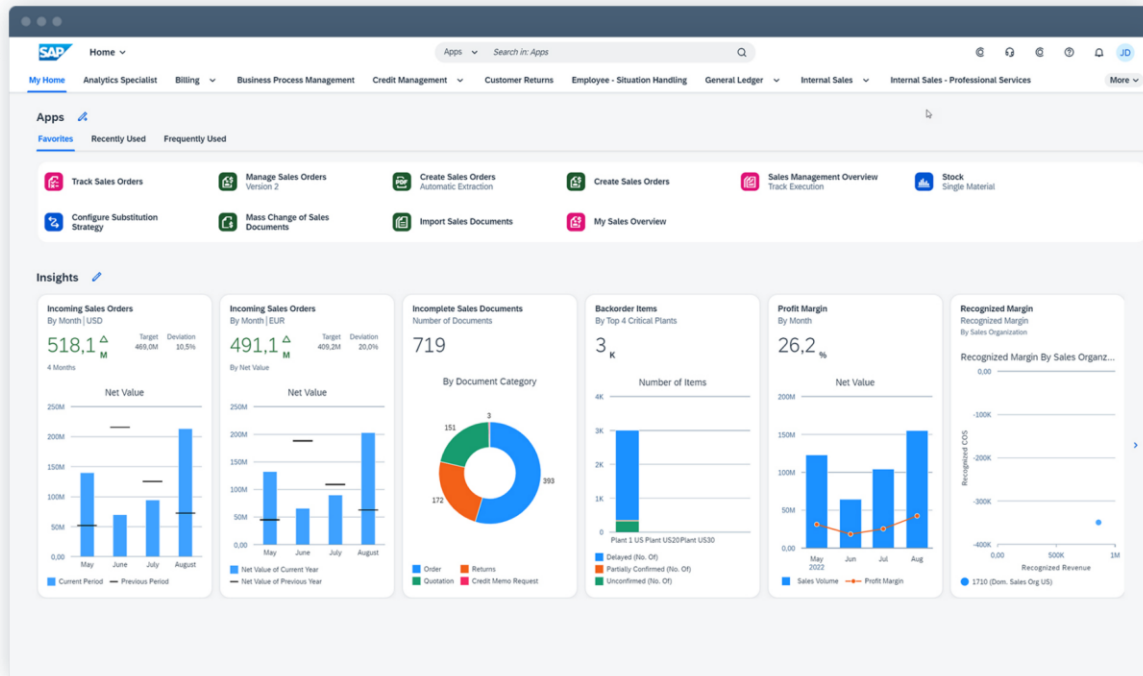 SAP Home Apps Search in: Apps JD
My Home Analytics Specialist Billing Business Process Management Credit Management Customer Returns Employee - Situation Handling General Ledger Internal Sales Internal Sales - Professional Services More
Apps
Favorites Recently Used Frequently Used
Track Sales Orders
Manage Sales Orders
Version 2
PDF
Create Sales Orders
Automatic Extraction
Create Sales Orders
Sales Management Overview
Track Execution
Stock
Single Material
Configure Substitution
Strategy
Mass Change of Sales
Documents
Import Sales Documents
My Sales Overview
Insights
Incoming Sales Orders
By Month | USD
518,1 M
Target Deviation
469,0M 10,5%
4 Months
Net Value
250M
200M
150M
100M
50M
0,00
May June July August
Current Period Previous Period
Incoming Sales Orders
By Month | EUR
491,1 M
Target Deviation
409,2M 20,0%
By Net Value
Net Value
250M
200M
150M
100M
50M
0,00
May June July August
Net Value of Current Year
Net Value of Previous Year
Incomplete Sales Documents
Number of Documents
719
By Document Category
3
151
393
172
Order Returns
Quotation Credit Memo Request
Backorder Items
By Top 4 Critical Plants
3 K
Number of Items
4K
3K
2K
1K
0
Plant 1 US Plant US20Plant US30
Delayed (No. Of)
Partially Confirmed (No. Of)
Unconfirmed (No. Of)
Profit Margin
By Month
26,2 %
Net Value
200M
150M
100M
50M
0,00
May Jun Jul Aug
2022
Sales Volume Profit Margin
Recognized Margin
Recognized Margin
By Sales Organization
Recognized Margin By Sales Organz...
0,00
-100K
-200K
-300K
-400K
Recognized COS
0,00 500K 1M
Recognized Revenue
1710 (Dom. Sales Org US)